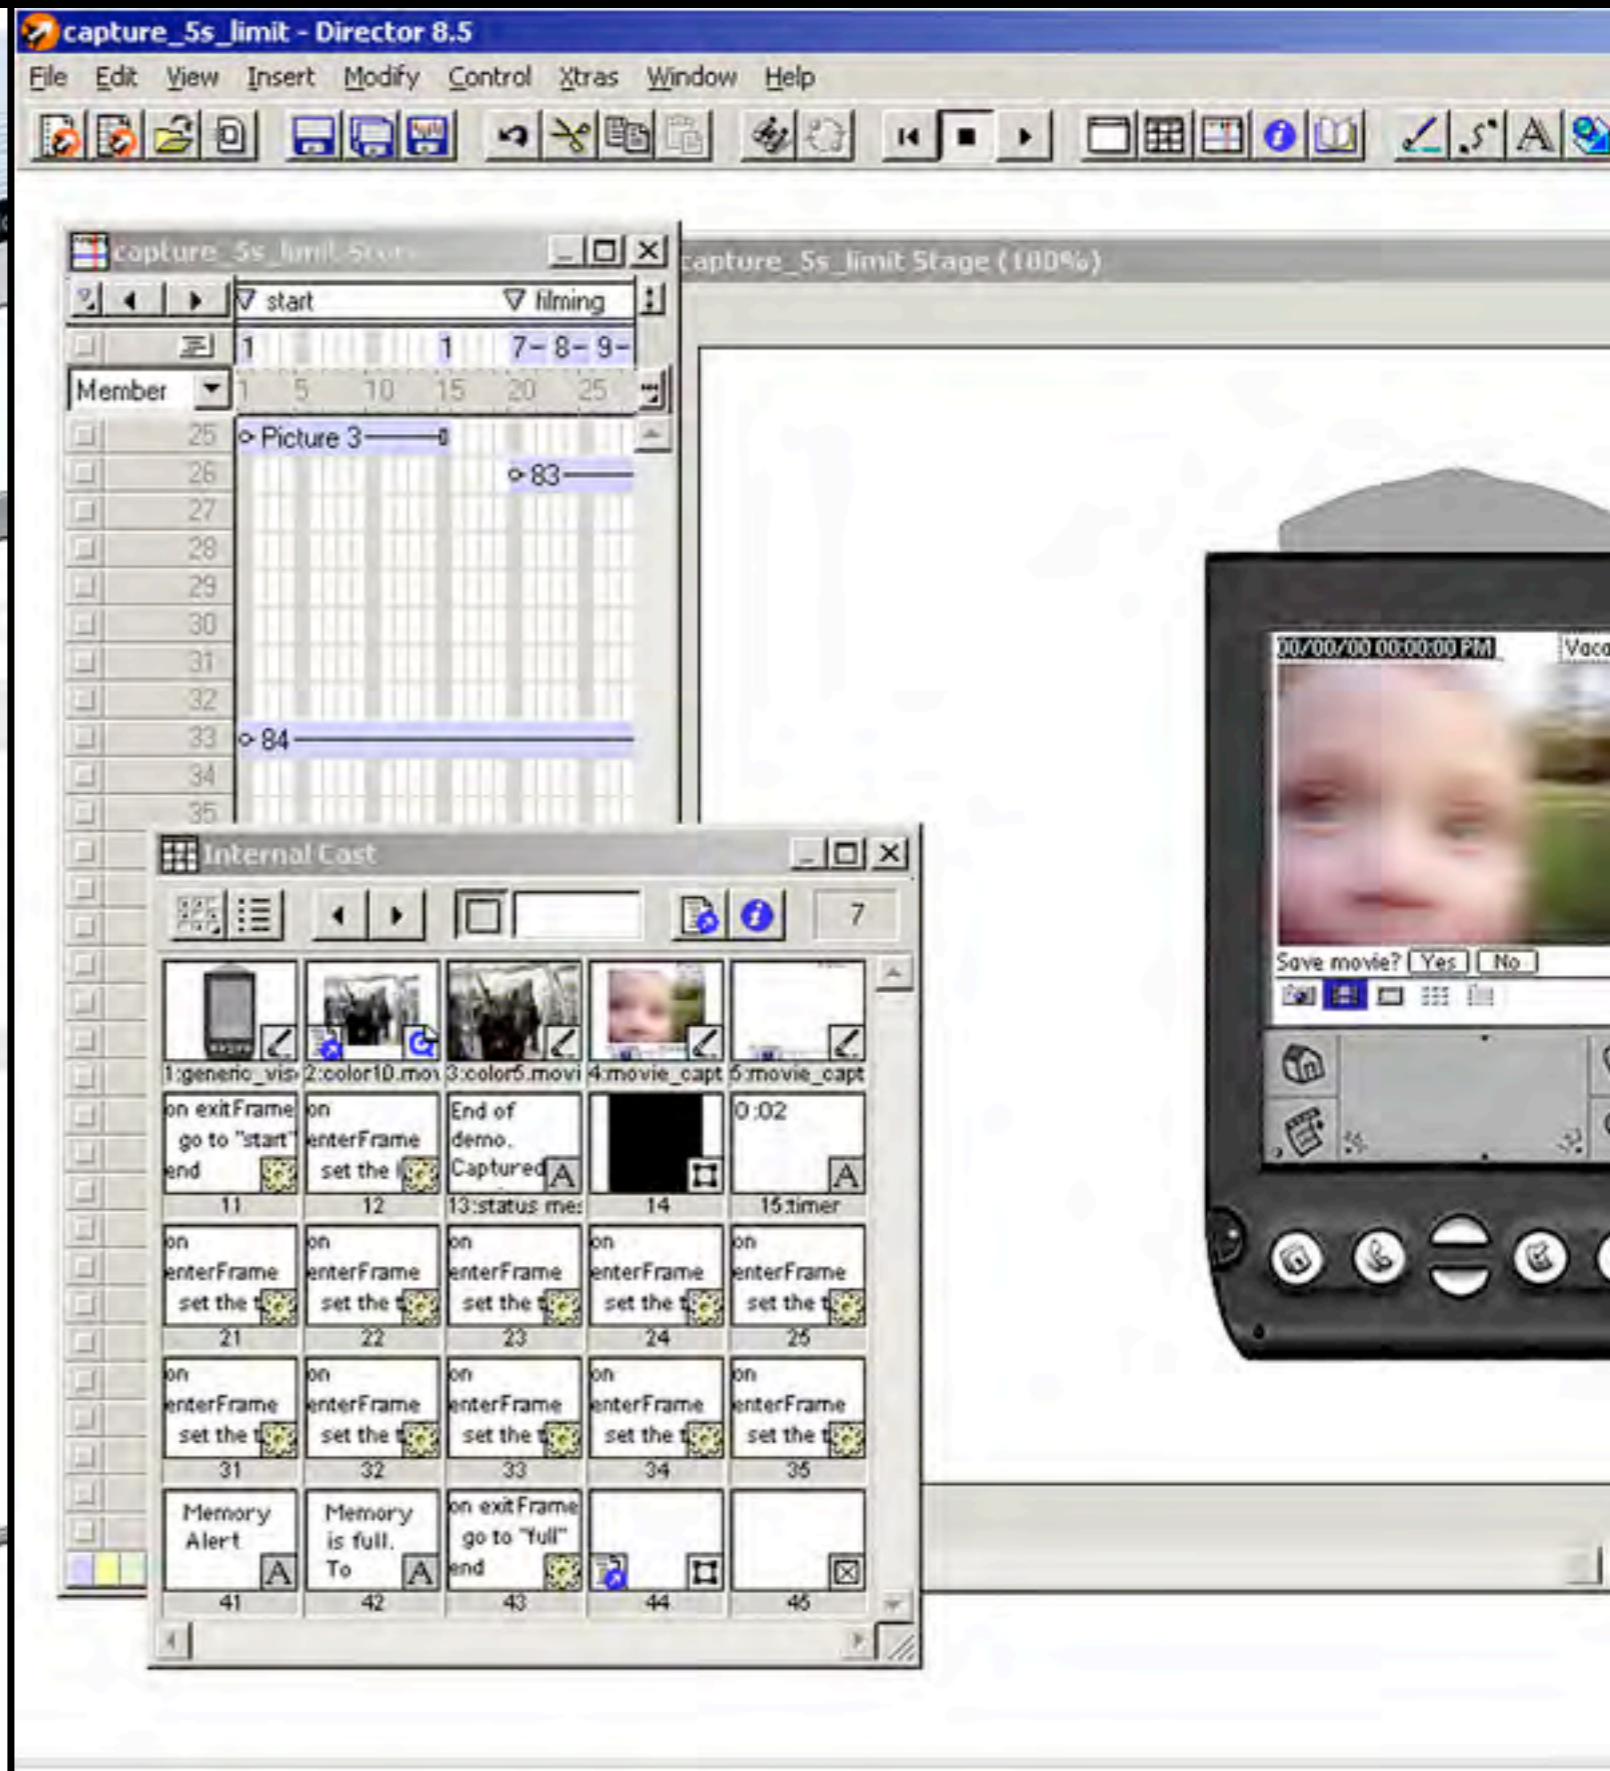 capture_5s_limit - Director 8.5
File Edit View Insert Modify Control Xtras Window Help
capture_5s_limit Score
capture_5s_limit Stage (100%)
start filming
1 1 7- 8- 9-
Member 1 5 10 15 20 25
25 Picture 3
26 83
27
28
29
30
31
32
33 84
34
35
Internal Cast
7
1:generic_vis 2:color10.mov 3:color5.movi 4:movie_capt 5:movie_capt
on exitFrame
go to "start"
end
11
on
enterFrame
set the
12
End of
demo.
Captured
13:status mes
14
0:02
15:timer
on
enterFrame
set the t
21
on
enterFrame
set the t
22
on
enterFrame
set the t
23
on
enterFrame
set the t
24
on
enterFrame
set the t
25
on
enterFrame
set the t
31
on
enterFrame
set the t
32
on
enterFrame
set the t
33
on
enterFrame
set the t
34
on
enterFrame
set the t
35
Memory
Alert
41
Memory
is full.
To
42
on exitFrame
go to "full"
end
43
44
45
00/00/00 00:00:00 PM Vaca
Save movie? Yes No